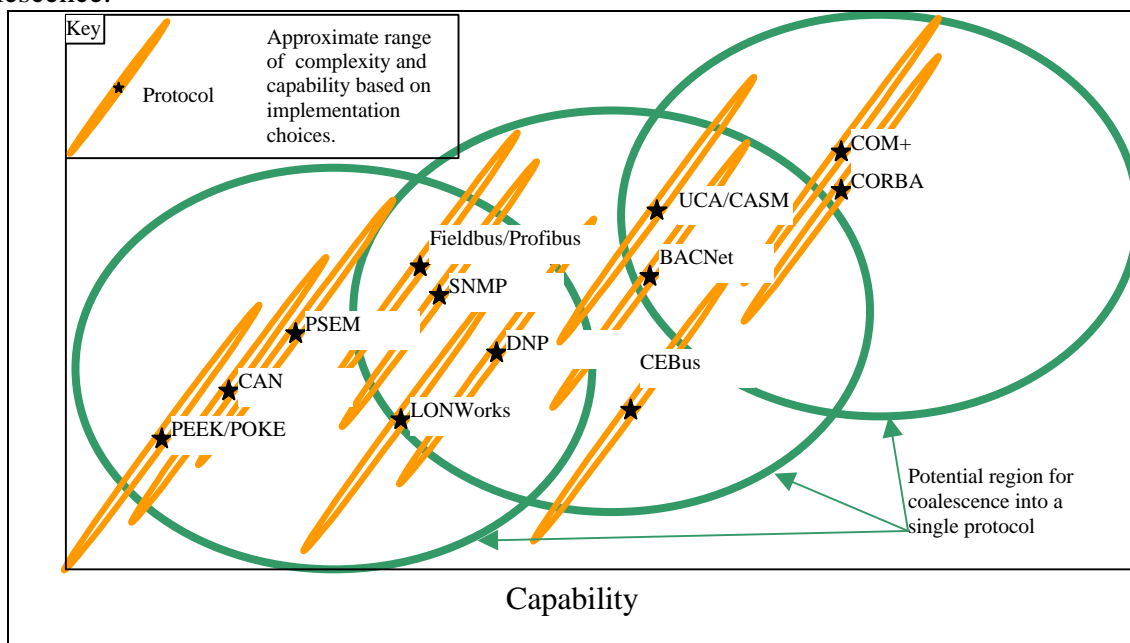 escence.
Key
Approximate range
of complexity and
capability based on
implementation
choices.
Protocol
COM+
CORBA
UCA/CASM
Fieldbus/Profibus
BACNet
SNMP
PSEM
DNP
CEBus
CAN
LONWorks
PEEK/POKE
Potential region for
coalescence into a
single protocol
Capability